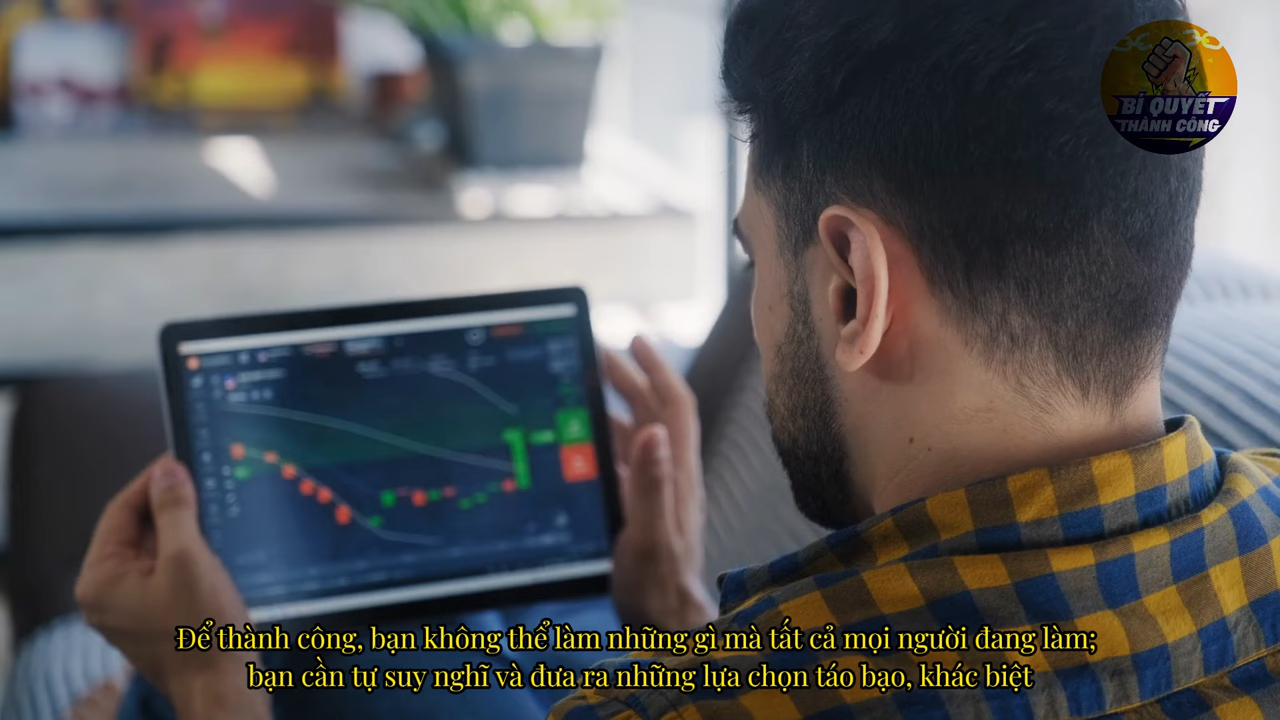 BÍ QUYẾT
THÀNH CÔNG
Để thành công, bạn không thể làm những gì mà tất cả mọi người đang làm;
bạn cần tự suy nghĩ và đưa ra những lựa chọn táo bạo, khác biệt